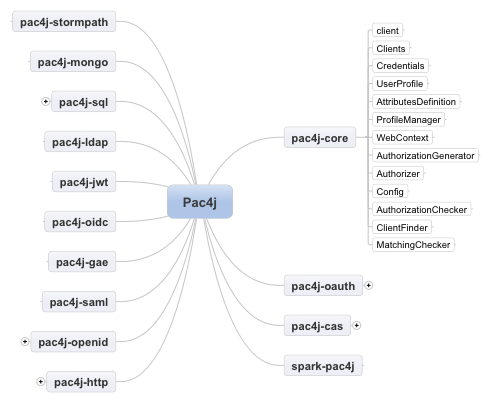 pac4j-stormpath
pac4j-mongo
pac4j-sql
pac4j-ldap
pac4j-jwt
pac4j-oidc
pac4j-gae
pac4j-saml
pac4j-openid
pac4j-http
Pac4j
pac4j-core
client
Clients
Credentials
UserProfile
AttributesDefinition
ProfileManager
WebContext
AuthorizationGenerator
Authorizer
Config
AuthorizationChecker
ClientFinder
MatchingChecker
pac4j-oauth
pac4j-cas
spark-pac4j